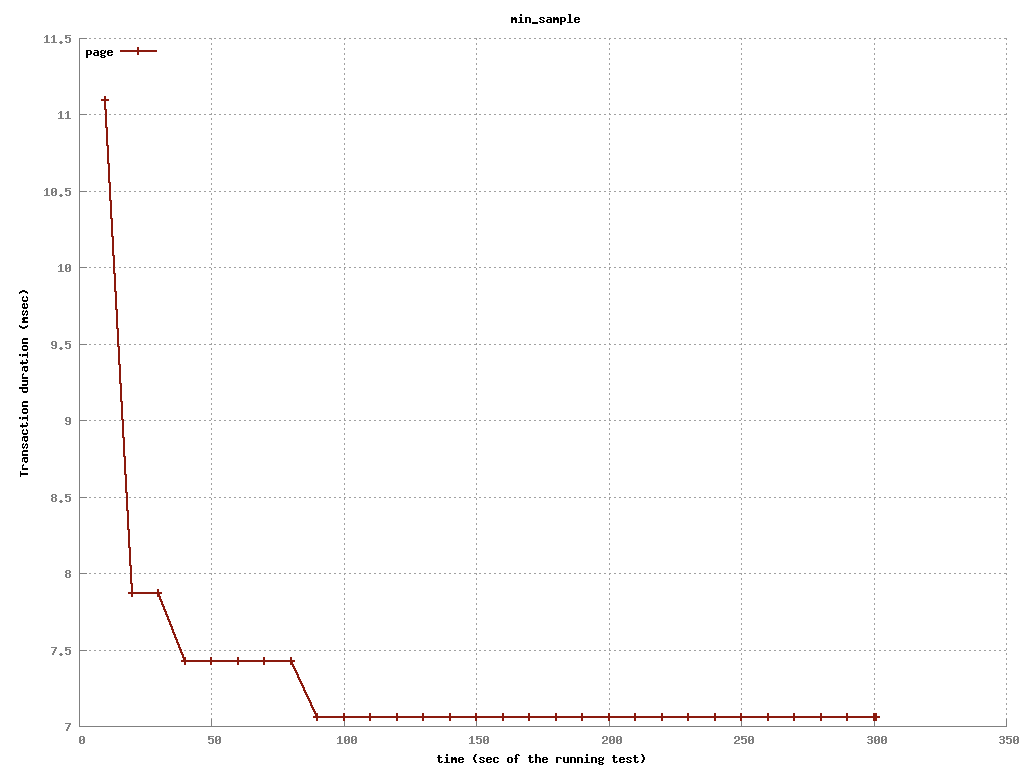 min_sample
11.5
page
11
10.5
10
9.5
9
8.5
8
7.5
7
Transaction duration (msec)
0 50 100 150 200 250 300 350
time (sec of the running test)